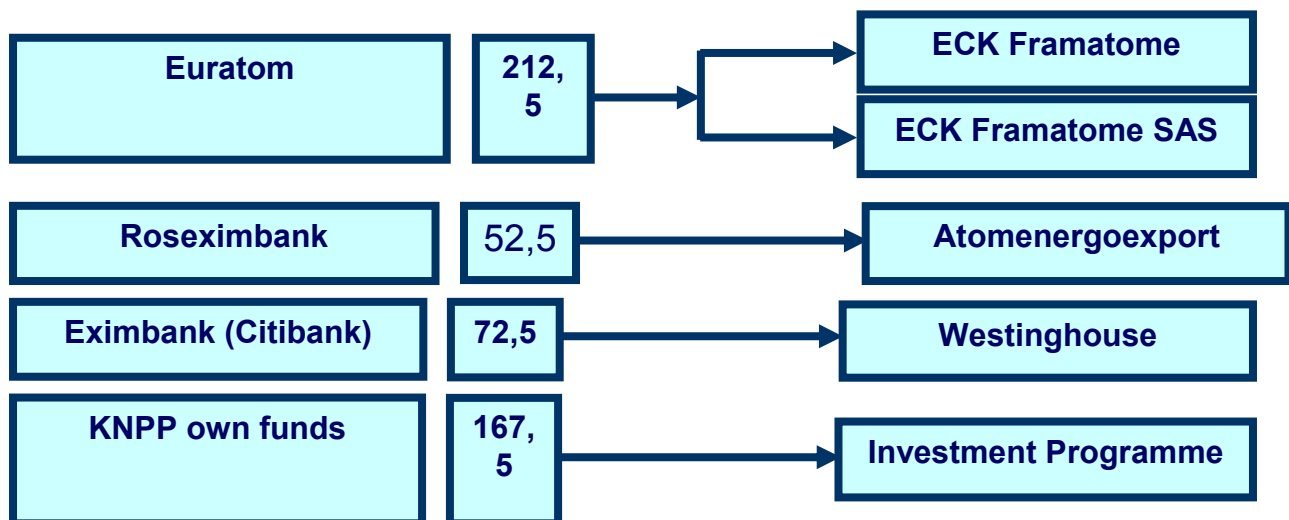 Euratom
212,
5
ECK Framatome
ECK Framatome SAS
Roseximbank
52,5
Atomenergoexport
Eximbank (Citibank)
72,5
Westinghouse
KNPP own funds
167,
5
Investment Programme